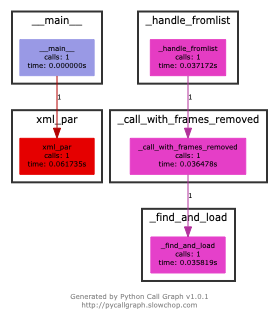 __main__
__main__
calls: 1
time: 0.000000s
1
xml_par
xml_par
calls: 1
time: 0.061735s
_handle_fromlist
_handle_fromlist
calls: 1
time: 0.037172s
1
_call_with_frames_removed
_call_with_frames_removed
calls: 1
time: 0.036478s
1
_find_and_load
_find_and_load
calls: 1
time: 0.035819s
Generated by Python Call Graph v1.0.1
http://pycallgraph.slowchop.com